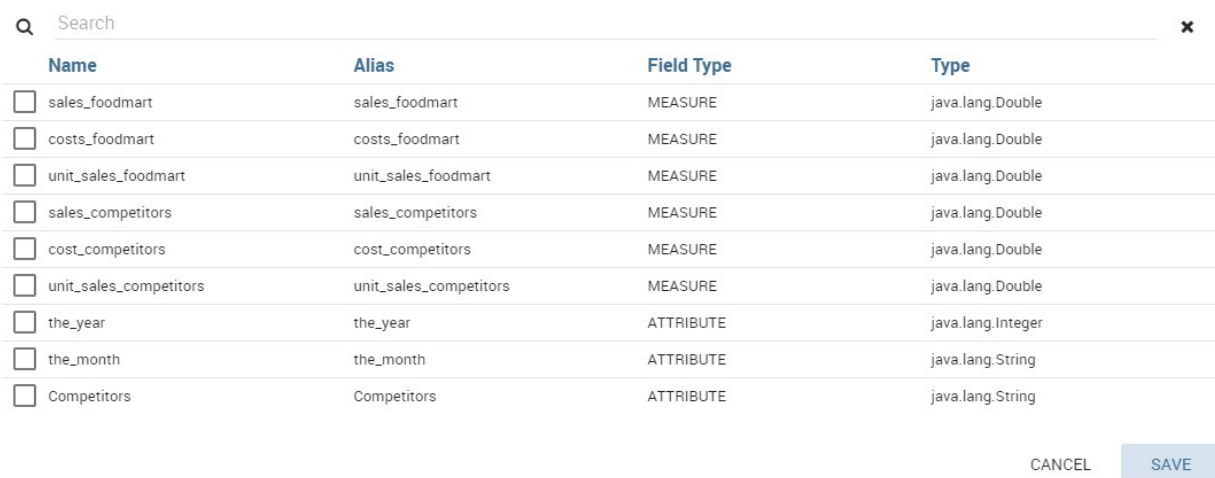 Search
Name Alias Field Type Type
sales_foodmart sales_foodmart MEASURE java.lang.Double
costs_foodmart costs_foodmart MEASURE java.lang.Double
unit_sales_foodmart unit_sales_foodmart MEASURE java.lang.Double
sales_competitors sales_competitors MEASURE java.lang.Double
cost_competitors cost_competitors MEASURE java.lang.Double
unit_sales_competitors unit_sales_competitors MEASURE java.lang.Double
the_year the_year ATTRIBUTE java.lang.Integer
the_month the_month ATTRIBUTE java.lang.String
Competitors Competitors ATTRIBUTE java.lang.String
CANCEL SAVE